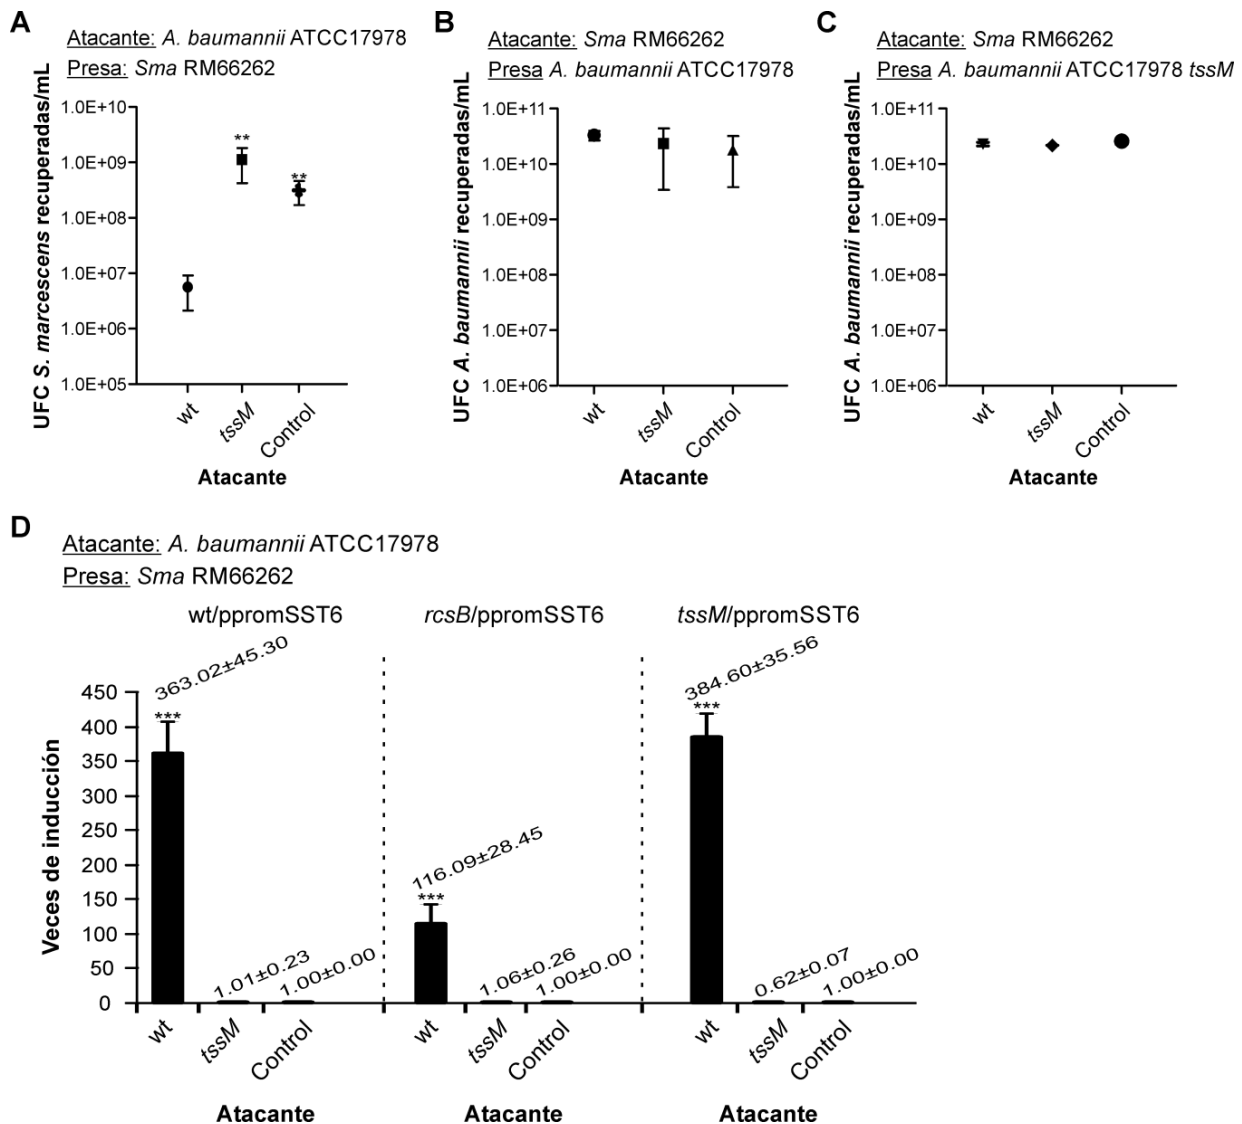 A
Atacante: A. baumannii ATCC17978
Presa: Sma RM66262
UFC S. marcescens recuperadas/mL
1.0E+10
1.0E+09
1.0E+08
1.0E+07
1.0E+06
1.0E+05
**
**
wt
tssM
Control
Atacante
B
Atacante: Sma RM66262
Presa A. baumannii ATCC17978
UFC A. baumannii recuperadas/mL
1.0E+11
1.0E+10
1.0E+09
1.0E+08
1.0E+07
1.0E+06
wt
tssM
Control
Atacante
C
Atacante: Sma RM66262
Presa A. baumannii ATCC17978 tssM
UFC A. baumannii recuperadas/mL
1.0E+11
1.0E+10
1.0E+09
1.0E+08
1.0E+07
1.0E+06
wt
tssM
Control
Atacante
D
Atacante: A. baumannii ATCC17978
Presa: Sma RM66262
wt/ppromSST6
rcsB/ppromSST6
tssM/ppromSST6
Veces de inducción
450
400
350
300
250
200
150
100
50
0
363.02±45.30
***
1.01±0.23
1.00±0.00
116.09±28.45
***
1.06±0.26
1.00±0.00
384.60±35.56
***
0.62±0.07
1.00±0.00
wt
tssM
Control
wt
tssM
Control
wt
tssM
Control
Atacante
Atacante
Atacante